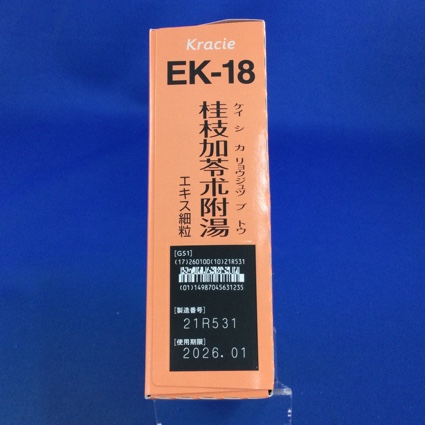 Kracie
EK-18
桂枝加苓朮附湯
ケイ シ カ リョウジュツ ブ トウ
エキス細粒
[GS1]
(17)260100(10)21R531
(01)14987045631235
[製造番号]
21R531
[使用期限]
2026.01